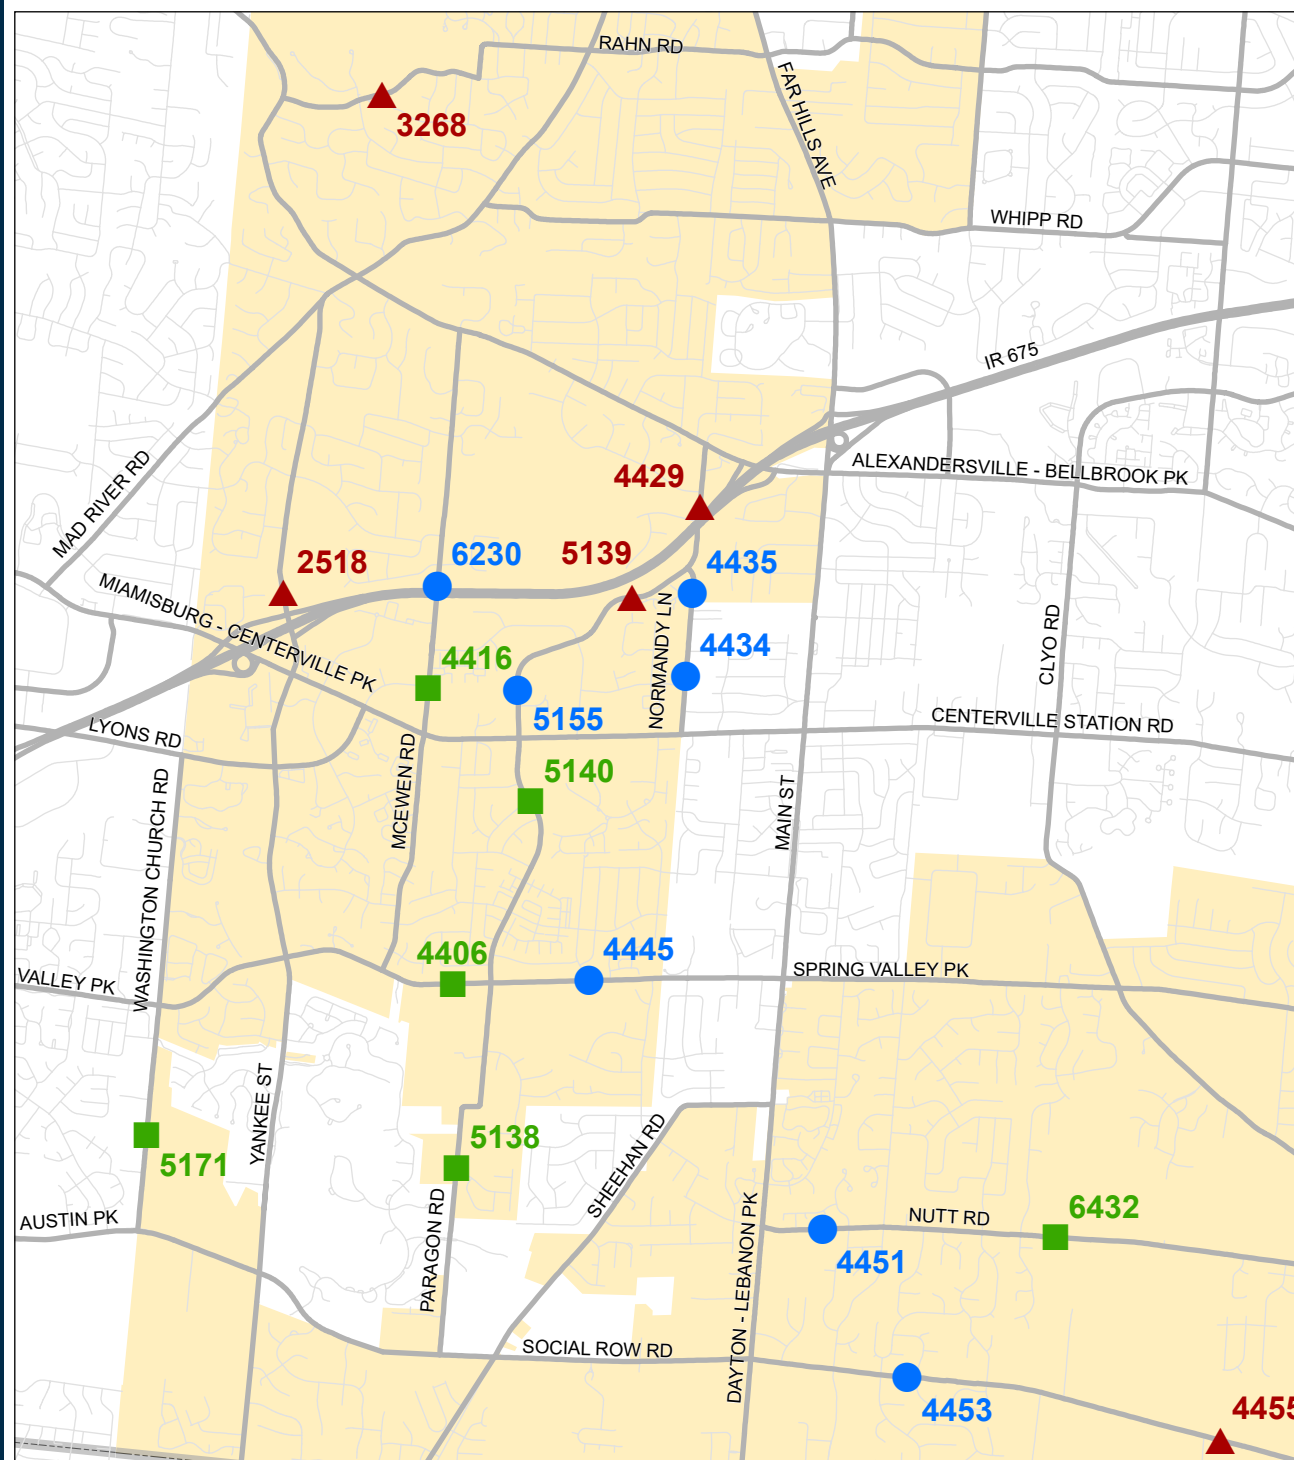 RAHN RD
3268
FAR HILLS AVE
WHIPP RD
IR 675
MAD RIVER RD
4429
ALEXANDERSVILLE - BELLBROOK PK
2518
6230
5139
4435
MIAMISBURG - CENTERVILLE PK
NORMANDY LN
CLYO RD
4434
4416
5155
LYONS RD
CENTERVILLE STATION RD
MCEWEN RD
5140
MAIN ST
WASHINGTON CHURCH RD
4406
4445
SPRING VALLEY PK
VALLEY PK
YANKEE ST
5171
5138
SHEEHAN RD
AUSTIN PK
PARAGON RD
DAYTON - LEBANON PK
NUTT RD
6432
4451
SOCIAL ROW RD
4453
4455